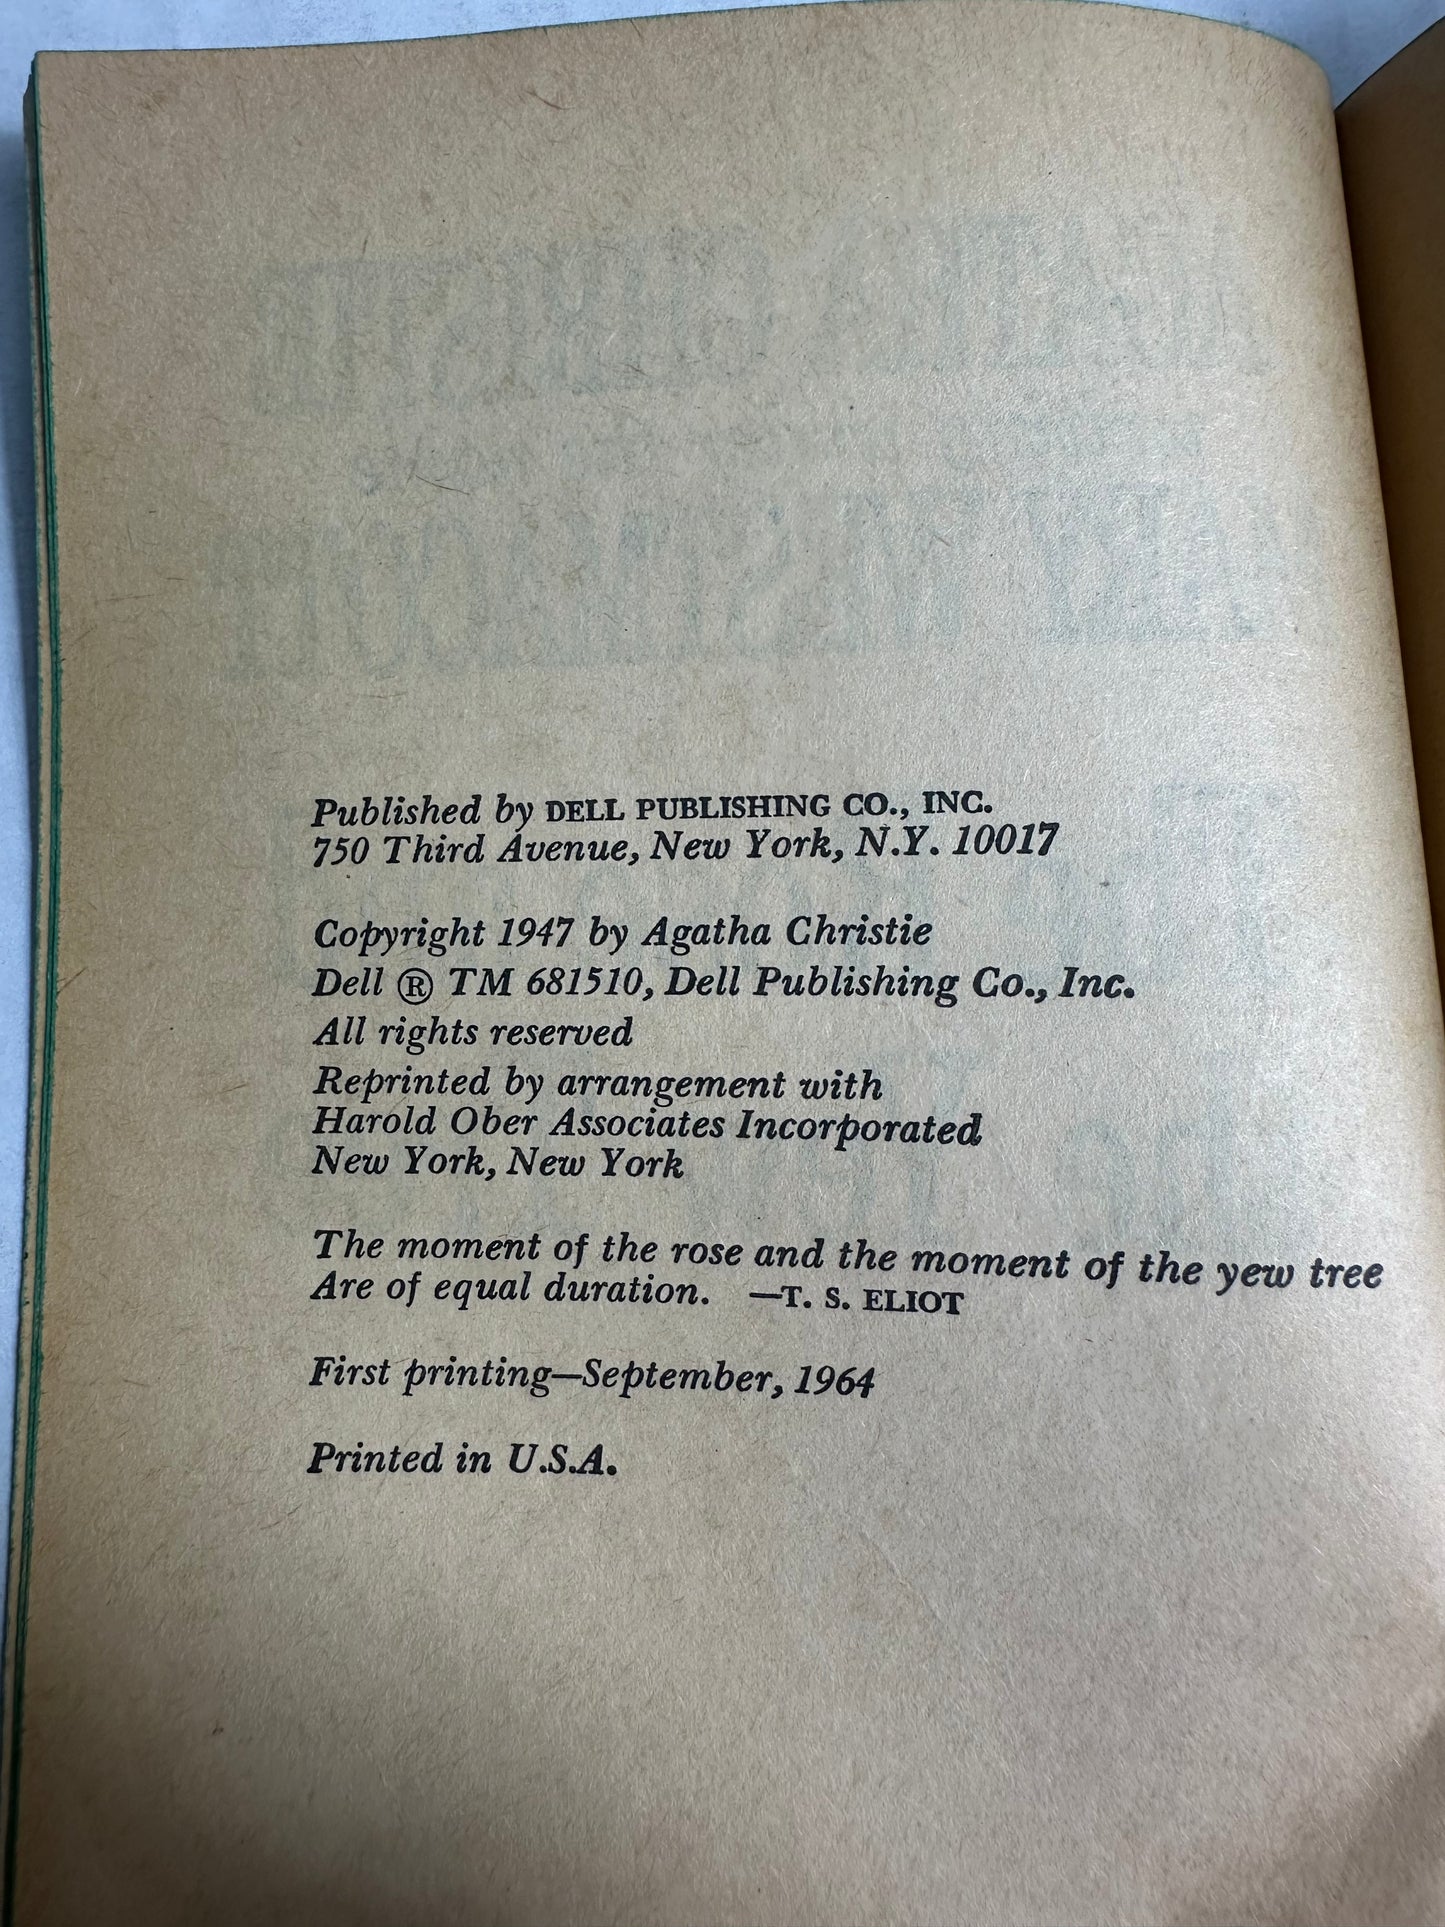 Published by DELL PUBLISHING CO., INC.
750 Third Avenue, New York, N.Y. 10017
Copyright 1947 by Agatha Christie
Dell ® TM 681510, Dell Publishing Co., Inc.
All rights reserved
Reprinted by arrangement with
Harold Ober Associates Incorporated
New York, New York
The moment of the rose and the moment of the yew tree
Are of equal duration. —T. S. ELIOT
First printing—September, 1964
Printed in U.S.A.